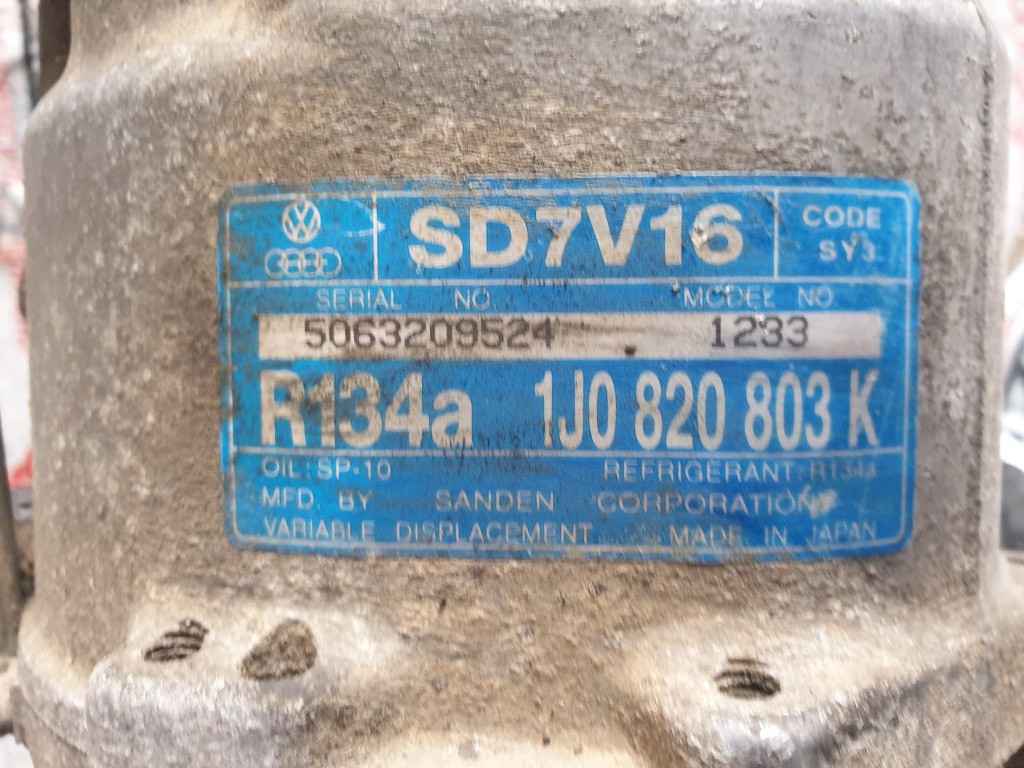 SD7V16
CODE
SY3
SERIAL NO. MODEL NO.
5063209524 1233
R134a 1J0 820 803 K
OIL: SP-10 REFRIGERANT: R134a
MFD. BY SANDEN CORPORATION
VARIABLE DISPLACEMENT MADE IN JAPAN